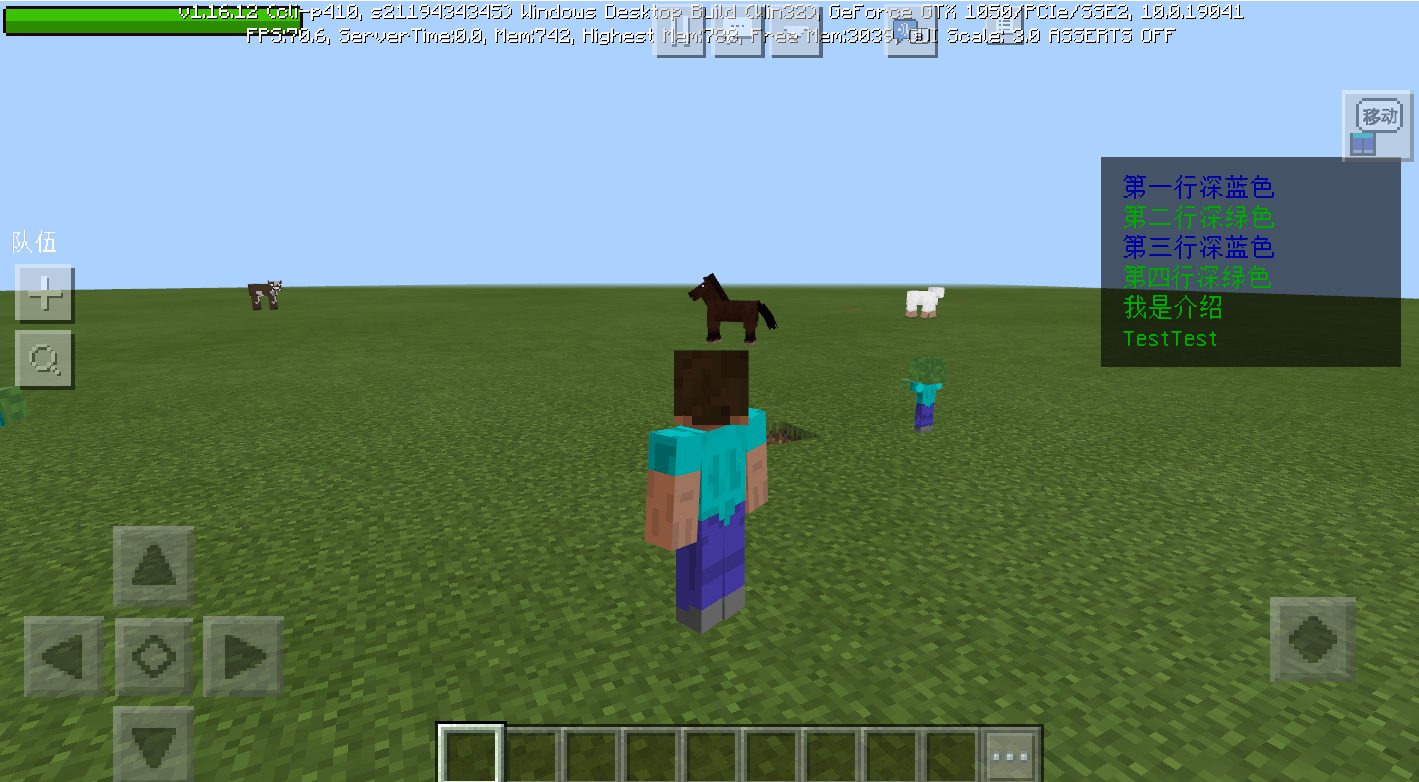 v1.16.12 (cli-p410, s21194343345) Windows Desktop Build (Win32), GeForce GTX 1050/PCIe/SSE2, 10.0.19041
FPS:70.6, ServerTime:0.0, Mem:742, Highest Mem:788, Free Mem:3039, GUI Scale: 3.0 ASSERTS OFF
移动
第一行深蓝色
第二行深绿色
第三行深蓝色
第四行深绿色
我是介绍
TestTest
队伍